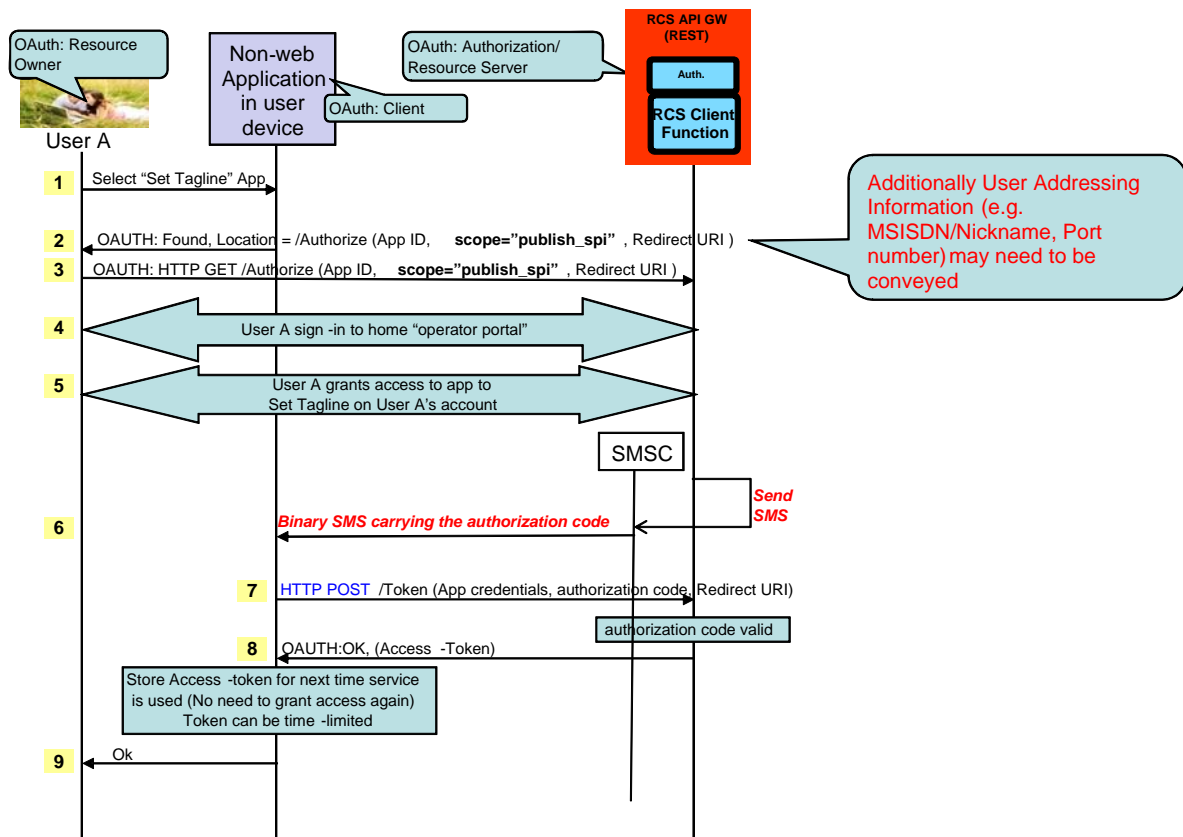 OAuth: Resource
Owner
User A
Non-web
Application
in user
device
OAuth: Client
OAuth: Authorization/
Resource Server
RCS API GW
(REST)
Auth.
RCS Client
Function
1
Select “Set Tagline” App
Additionally User Addressing
Information (e.g.
MSISDN/Nickname, Port
number) may need to be
conveyed
2
OAUTH: Found, Location = /Authorize (App ID, scope=”publish_spi” , Redirect URI )
3
OAUTH: HTTP GET /Authorize (App ID, scope=”publish_spi” , Redirect URI )
4
User A sign -in to home “operator portal”
5
User A grants access to app to
Set Tagline on User A’s account
SMSC
Send
SMS
6
Binary SMS carrying the authorization code
7
HTTP POST /Token (App credentials, authorization code, Redirect URI)
authorization code valid
8
OAUTH:OK, (Access -Token)
Store Access -token for next time service
is used (No need to grant access again)
Token can be time -limited
9
Ok